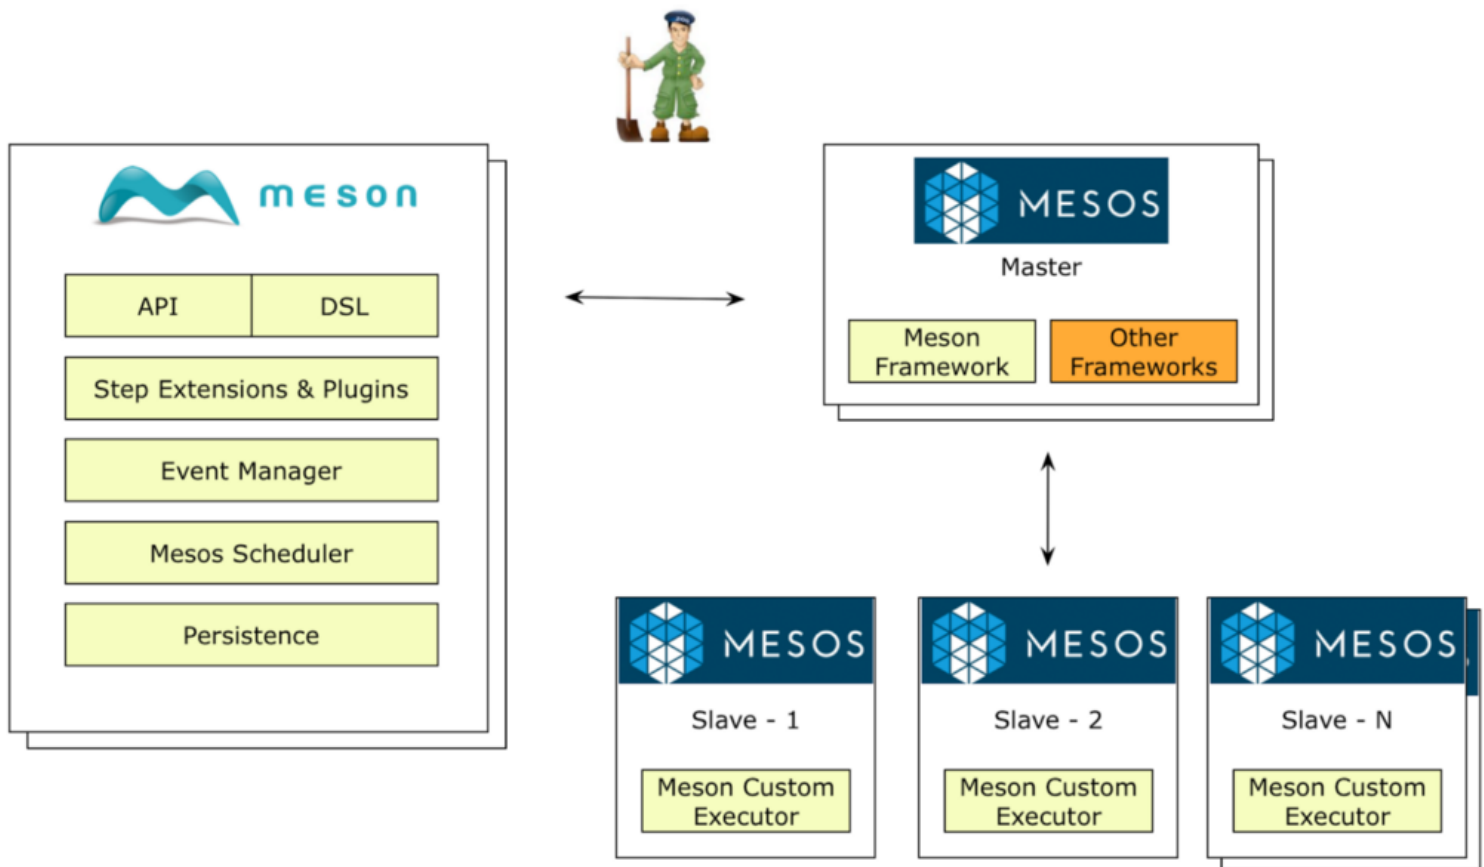 meson
API
DSL
Step Extensions & Plugins
Event Manager
Mesos Scheduler
Persistence
MESOS
Master
Meson
Framework
Other
Frameworks
MESOS
Slave - 1
Meson Custom
Executor
MESOS
Slave - 2
Meson Custom
Executor
MESOS
Slave - N
Meson Custom
Executor